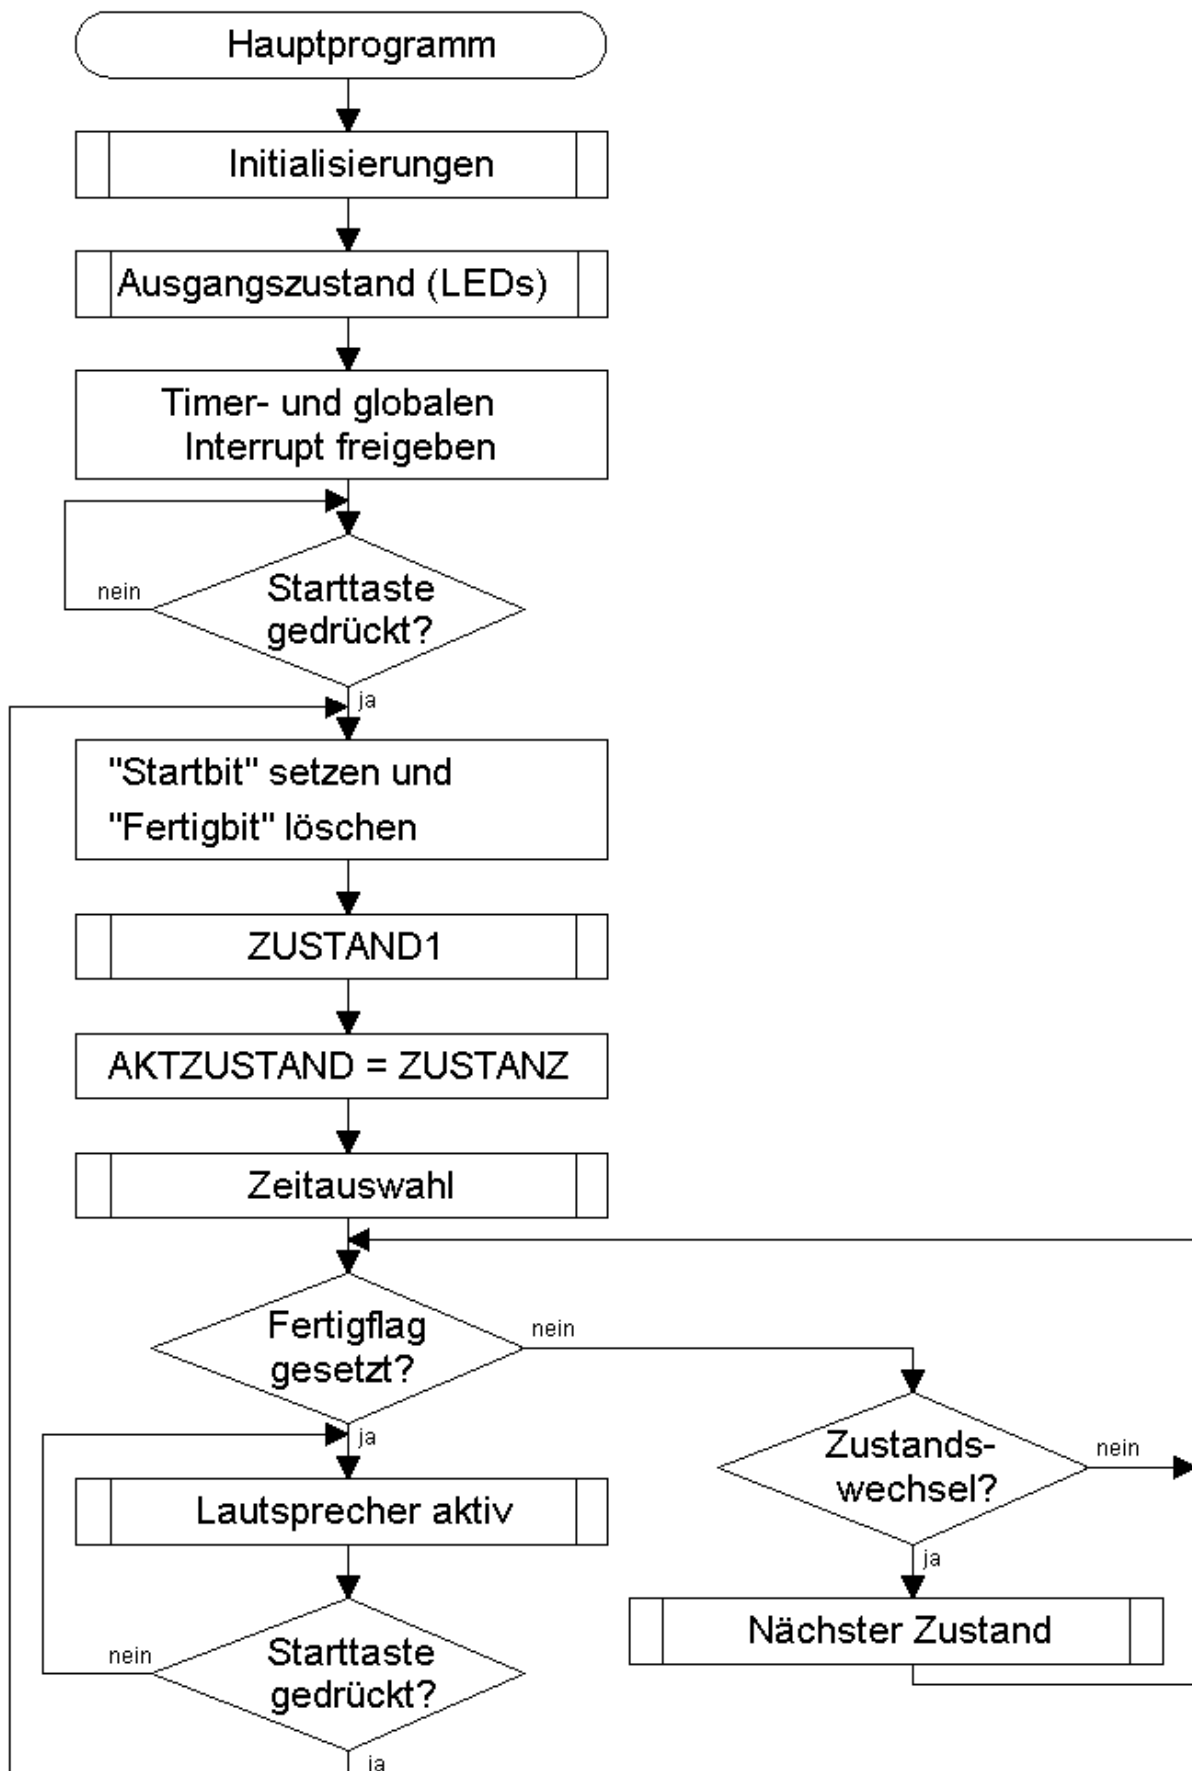 Hauptprogramm
Initialisierungen
Ausgangszustand (LEDs)
Timer- und globalen
Interrupt freigeben
nein
Starttaste
gedrückt?
ja
"Startbit" setzen und
"Fertigbit" löschen
ZUSTAND1
AKTZUSTAND = ZUSTANZ
Zeitauswahl
Fertigflag
gesetzt?
nein
ja
Zustands-
wechsel?
nein
ja
Lautsprecher aktiv
Nächster Zustand
nein
Starttaste
gedrückt?
ja